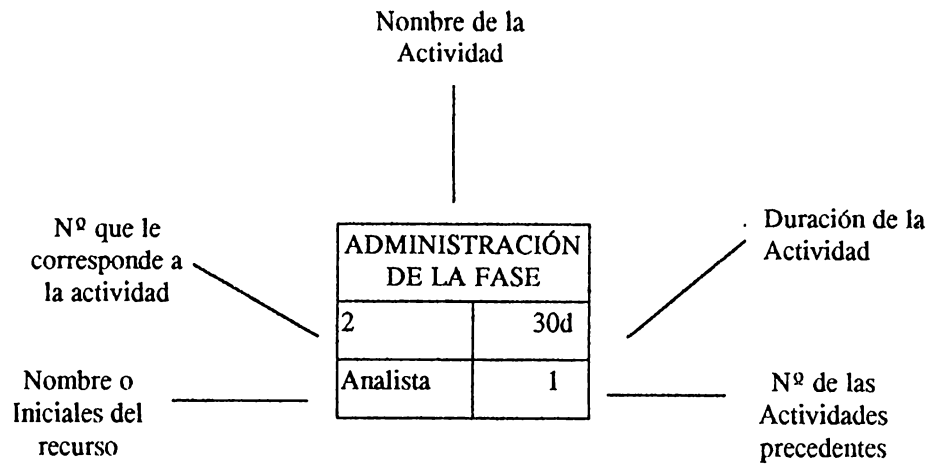 Nombre de la
Actividad
Nº que le
corresponde a
la actividad
Duración de la
Actividad
ADMINISTRACIÓN
DE LA FASE
2 30d
Analista 1
Nombre o
Iniciales del
recurso
Nº de las
Actividades
precedentes